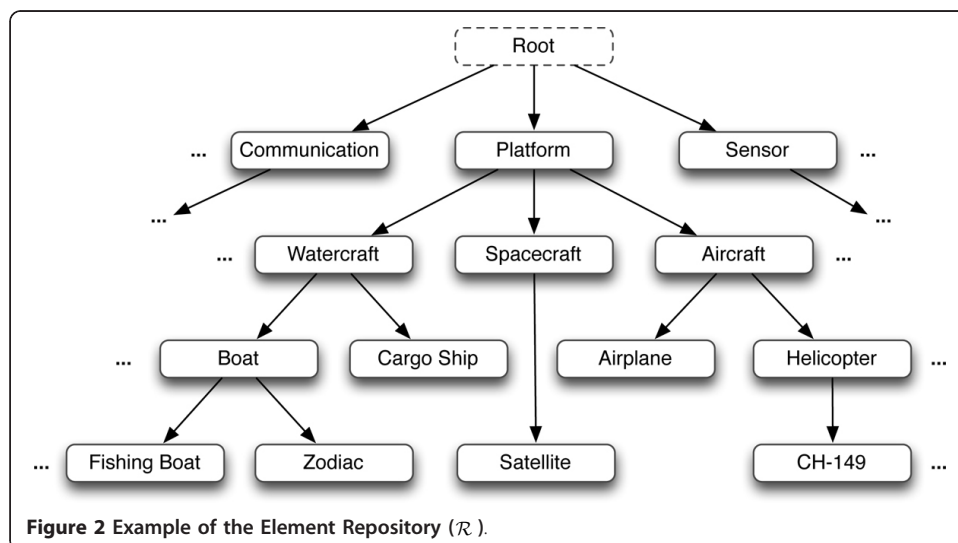 Root
... Communication Platform Sensor ...
... ...
... Watercraft Spacecraft Aircraft ...
... Boat Cargo Ship Airplane Helicopter ...
... Fishing Boat Zodiac Satellite CH-149 ...
Figure 2 Example of the Element Repository (ℛ ).